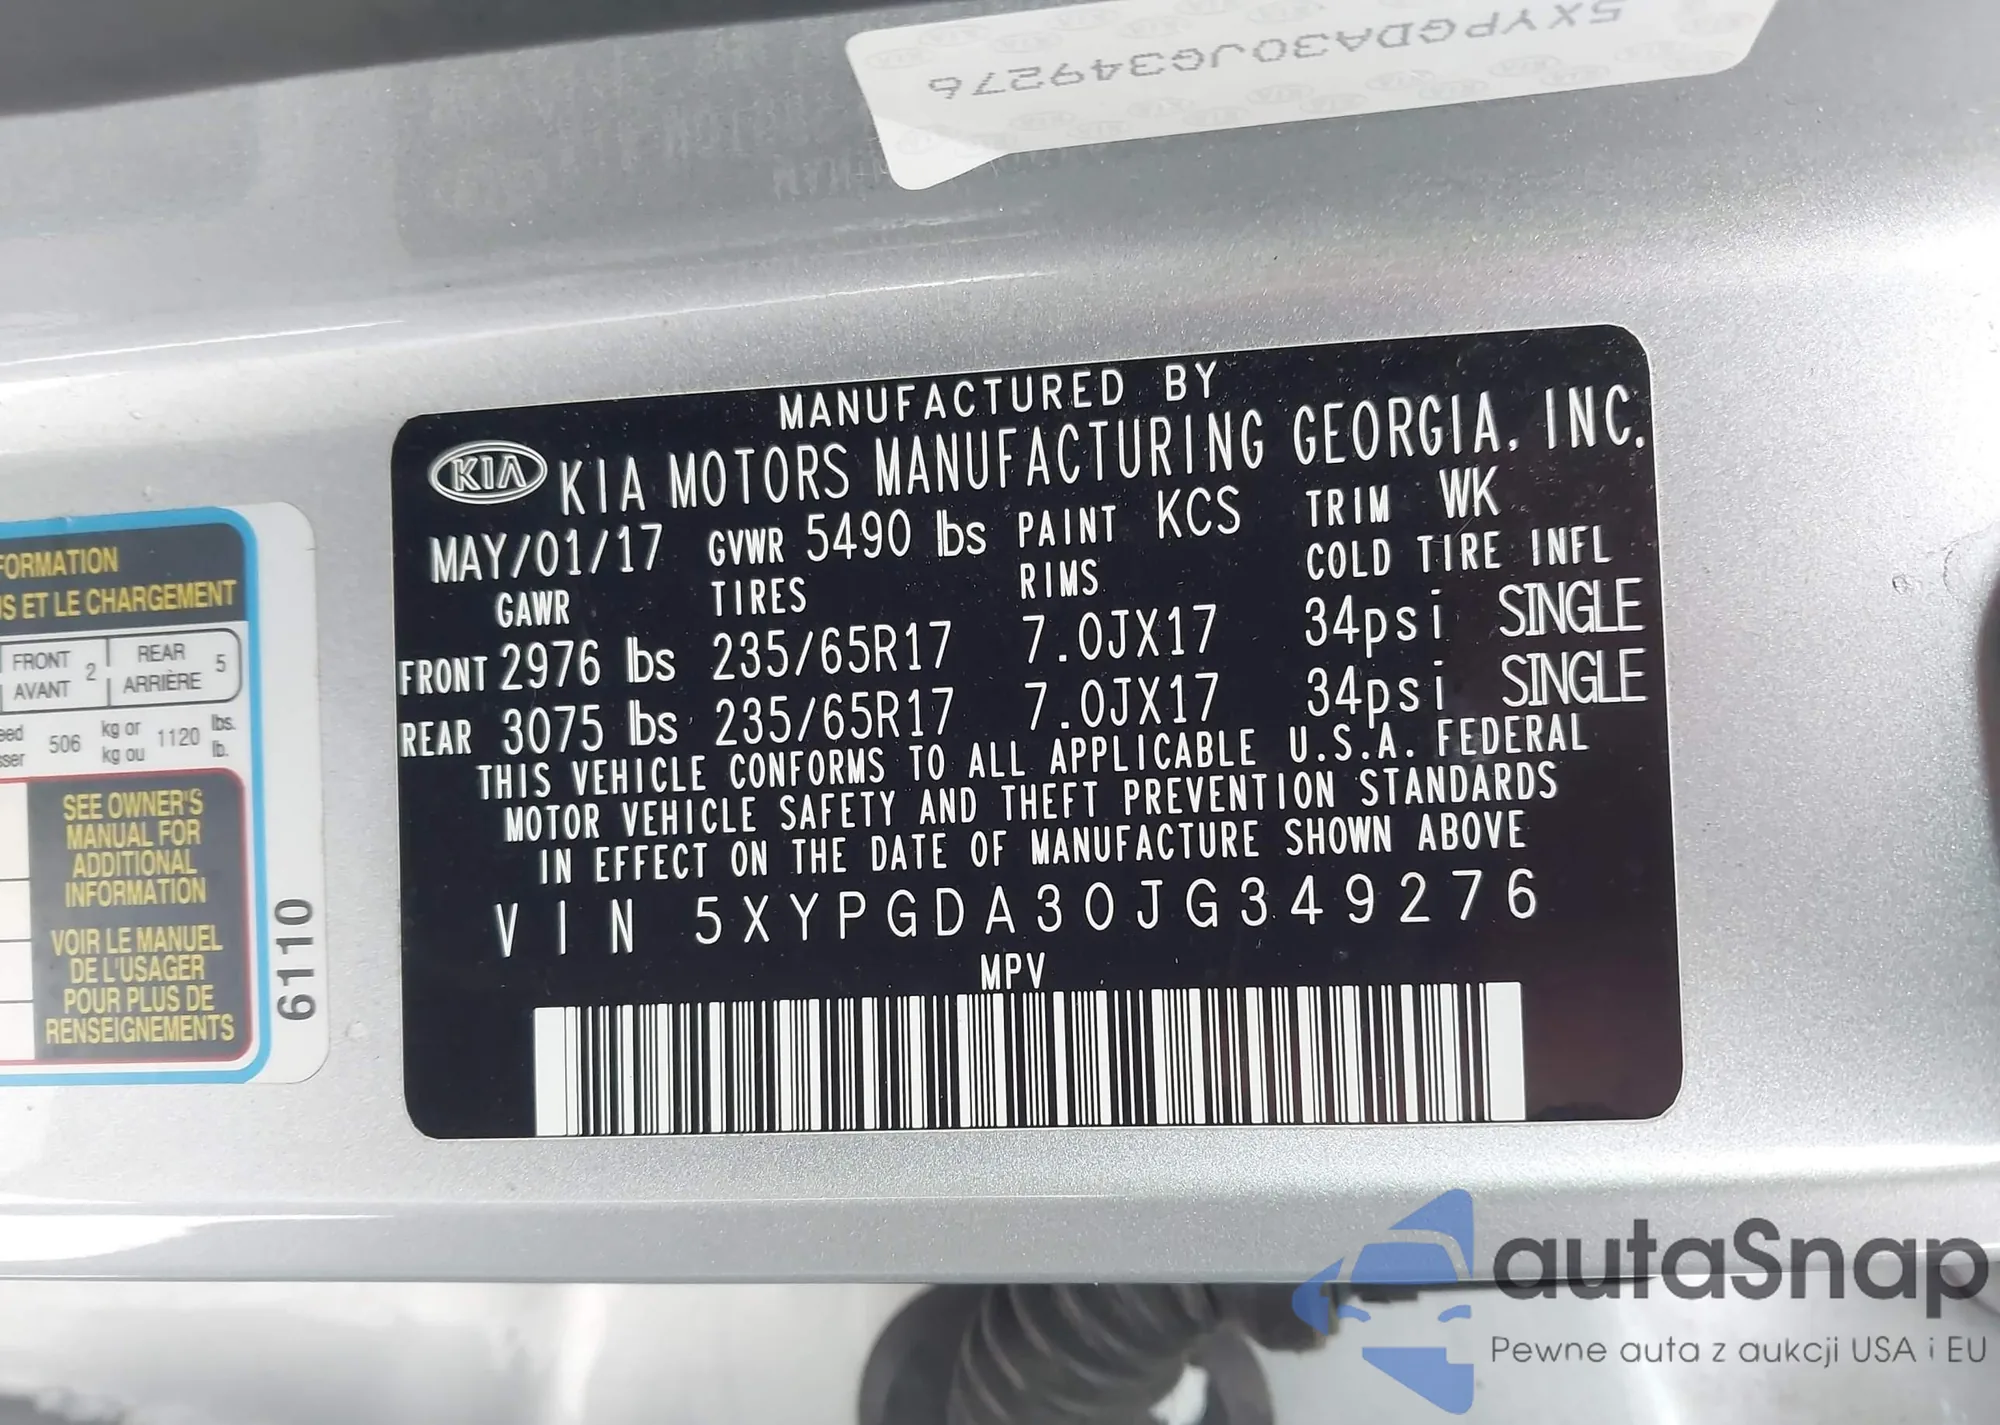 5XYPGDA30JG349276
MANUFACTURED BY
KIA KIA MOTORS MANUFACTURING GEORGIA, INC.
MAY/01/17 GVWR 5490 lbs PAINT KCS TRIM WK
GAWR TIRES RIMS COLD TIRE INFL
FRONT 2976 lbs 235/65R17 7.0JX17 34psi SINGLE
REAR 3075 lbs 235/65R17 7.0JX17 34psi SINGLE
THIS VEHICLE CONFORMS TO ALL APPLICABLE U.S.A. FEDERAL
MOTOR VEHICLE SAFETY AND THEFT PREVENTION STANDARDS
IN EFFECT ON THE DATE OF MANUFACTURE SHOWN ABOVE
VIN 5XYPGDA30JG349276
MPV
FORMATION
S ET LE CHARGEMENT
FRONT 2 REAR 5
AVANT ARRIÈRE
eed 506 kg or 1120 lbs.
sser kg ou lb.
SEE OWNER'S
MANUAL FOR
ADDITIONAL
INFORMATION
VOIR LE MANUEL
DE L'USAGER
POUR PLUS DE
RENSEIGNEMENTS
6110
autaSnap
Pewne auta z aukcji USA i EU